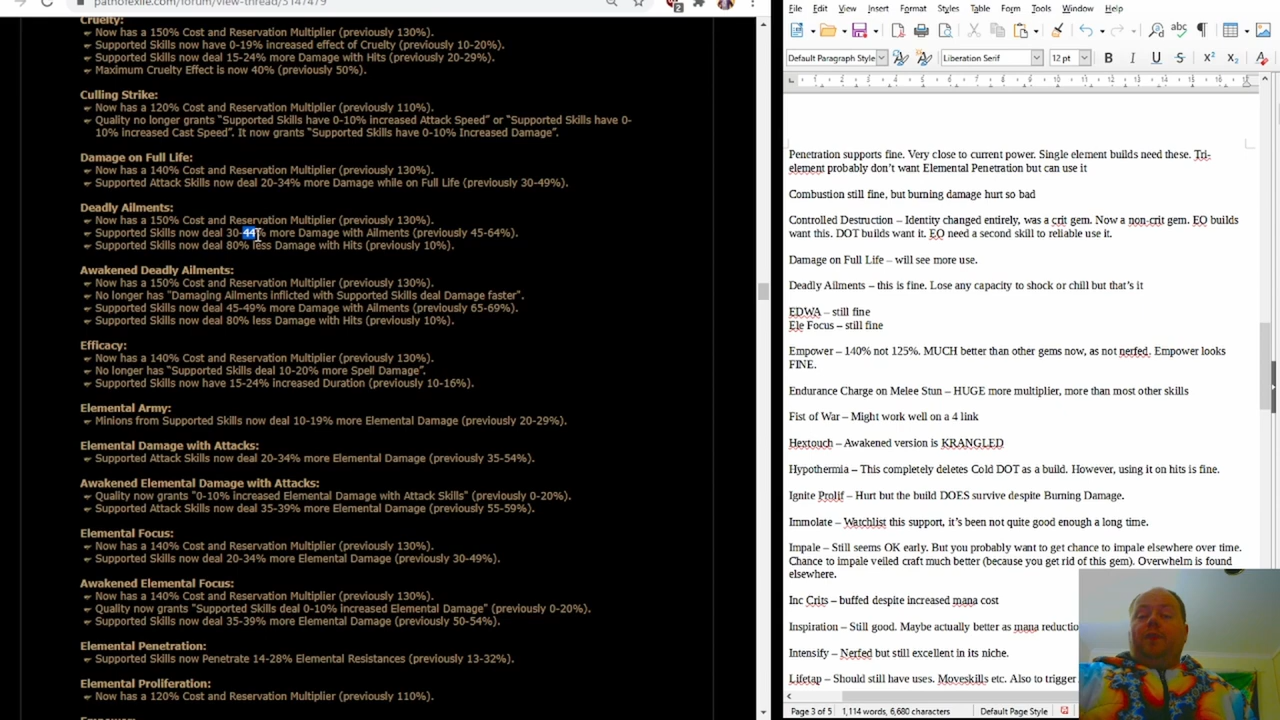 pathofexile.com/forum/view-thread/3147479
2
Cruelty:
Now has a 150% Cost and Reservation Multiplier (previously 130%).
Supported Skills now have 0-19% increased effect of Cruelty (previously 10-20%).
Supported Skills now deal 15-24% more Damage with Hits (previously 20-29%).
Maximum Cruelty Effect is now 40% (previously 50%).
Culling Strike:
Now has a 120% Cost and Reservation Multiplier (previously 110%).
Quality no longer grants "Supported Skills have 0-10% increased Attack Speed" or "Supported Skills have 0-
10% increased Cast Speed". It now grants "Supported Skills have 0-10% Increased Damage".
Damage on Full Life:
Now has a 140% Cost and Reservation Multiplier (previously 130%).
Supported Attack Skills now deal 20-34% more Damage while on Full Life (previously 30-49%).
Deadly Ailments:
Now has a 150% Cost and Reservation Multiplier (previously 130%).
Supported Skills now deal 30-44% more Damage with Ailments (previously 45-64%).
Supported Skills now deal 80% less Damage with Hits (previously 10%).
Awakened Deadly Ailments:
Now has a 150% Cost and Reservation Multiplier (previously 130%).
No longer has "Damaging Ailments inflicted with Supported Skills deal Damage faster".
Supported Skills now deal 45-49% more Damage with Ailments (previously 65-69%).
Supported Skills now deal 80% less Damage with Hits (previously 10%).
Efficacy:
Now has a 140% Cost and Reservation Multiplier (previously 130%).
No longer has "Supported Skills deal 10-20% more Spell Damage".
Supported Skills now have 15-24% increased Duration (previously 10-16%).
Elemental Army:
Minions from Supported Skills now deal 10-19% more Elemental Damage (previously 20-29%).
Elemental Damage with Attacks:
Supported Attack Skills now deal 20-34% more Elemental Damage (previously 35-54%).
Awakened Elemental Damage with Attacks:
Quality now grants "0-10% increased Elemental Damage with Attack Skills" (previously 0-20%).
Supported Attack Skills now deal 35-39% more Elemental Damage (previously 55-59%).
Elemental Focus:
Now has a 140% Cost and Reservation Multiplier (previously 130%).
Supported Skills now deal 20-34% more Elemental Damage (previously 30-49%).
Awakened Elemental Focus:
Now has a 140% Cost and Reservation Multiplier (previously 130%).
Quality now grants "Supported Skills deal 0-10% increased Elemental Damage" (previously 0-20%).
Supported Skills now deal 35-39% more Elemental Damage (previously 50-54%).
Elemental Penetration:
Supported Skills now Penetrate 14-28% Elemental Resistances (previously 13-32%).
Elemental Proliferation:
Now has a 120% Cost and Reservation Multiplier (previously 110%).
File Edit View Insert Format Styles Table Form Tools Window Help
Default Paragraph Style Liberation Serif 12 pt B I U S X² X₂ A
Penetration supports fine. Very close to current power. Single element builds need these. Tri-
element probably don't want Elemental Penetration but can use it
Combustion still fine, but burning damage hurt so bad
Controlled Destruction – Identity changed entirely, was a crit gem. Now a non-crit gem. EO builds
want this. DOT builds want it. EO need a second skill to reliable use it.
Damage on Full Life – will see more use.
Deadly Ailments – this is fine. Lose any capacity to shock or chill but that's it
EDWA – still fine
Ele Focus – still fine
Empower – 140% not 125%. MUCH better than other gems now, as not nerfed. Empower looks
FINE.
Endurance Charge on Melee Stun – HUGE more multiplier, more than most other skills
Fist of War – Might work well on a 4 link
Hextouch – Awakened version is KRANGLED
Hypothermia – This completely deletes Cold DOT as a build. However, using it on hits is fine.
Ignite Prolif – Hurt but the build DOES survive despite Burning Damage.
Immolate – Watchlist this support, it's been not quite good enough a long time.
Impale – Still seems OK early. But you probably want to get chance to impale elsewhere over time.
Chance to impale veiled craft much better (because you get rid of this gem). Overwhelm is found
elsewhere.
Inc Crits – buffed despite increased mana cost
Inspiration – Still good. Maybe actually better as mana reductio
Intensify – Nerfed but still excellent in its niche.
Lifetap – Should still have uses. Moveskills etc. Also to trigger
Page 3 of 5 1,114 words, 6,680 characters Default Page Style